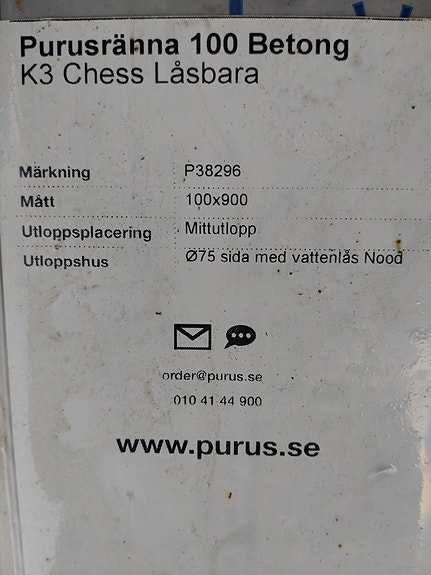 Purusränna 100 Betong
K3 Chess Låsbara
Märkning P38296
Mått 100x900
Utloppsplacering Mittutlopp
Utloppshus Ø75 sida med vattenlås Nood
order@purus.se
010 41 44 900
www.purus.se